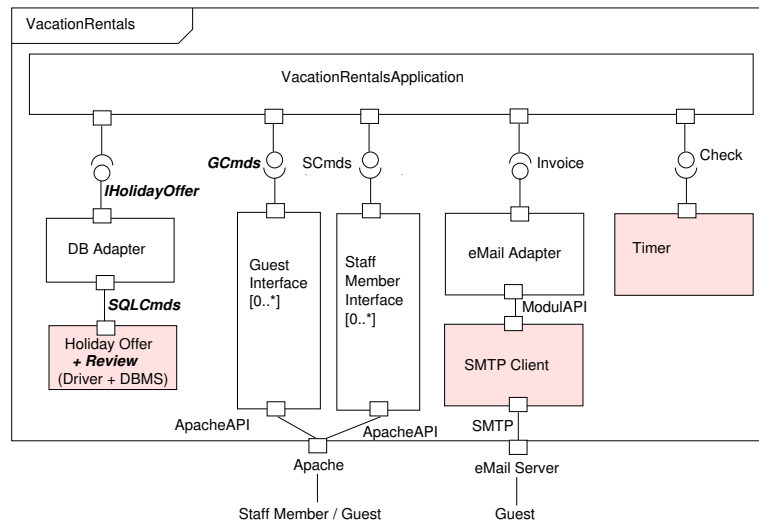 VacationRentals
VacationRentalsApplication
GCmds
SCmds
Invoice
Check
IHolidayOffer
DB Adapter
Guest
Interface
[0..*]
Staff
Member
Interface
[0..*]
eMail Adapter
Timer
SQLCmds
ModulAPI
Holiday Offer
+ Review
(Driver + DBMS)
SMTP Client
ApacheAPI
ApacheAPI
SMTP
Apache
eMail Server
Staff Member / Guest
Guest